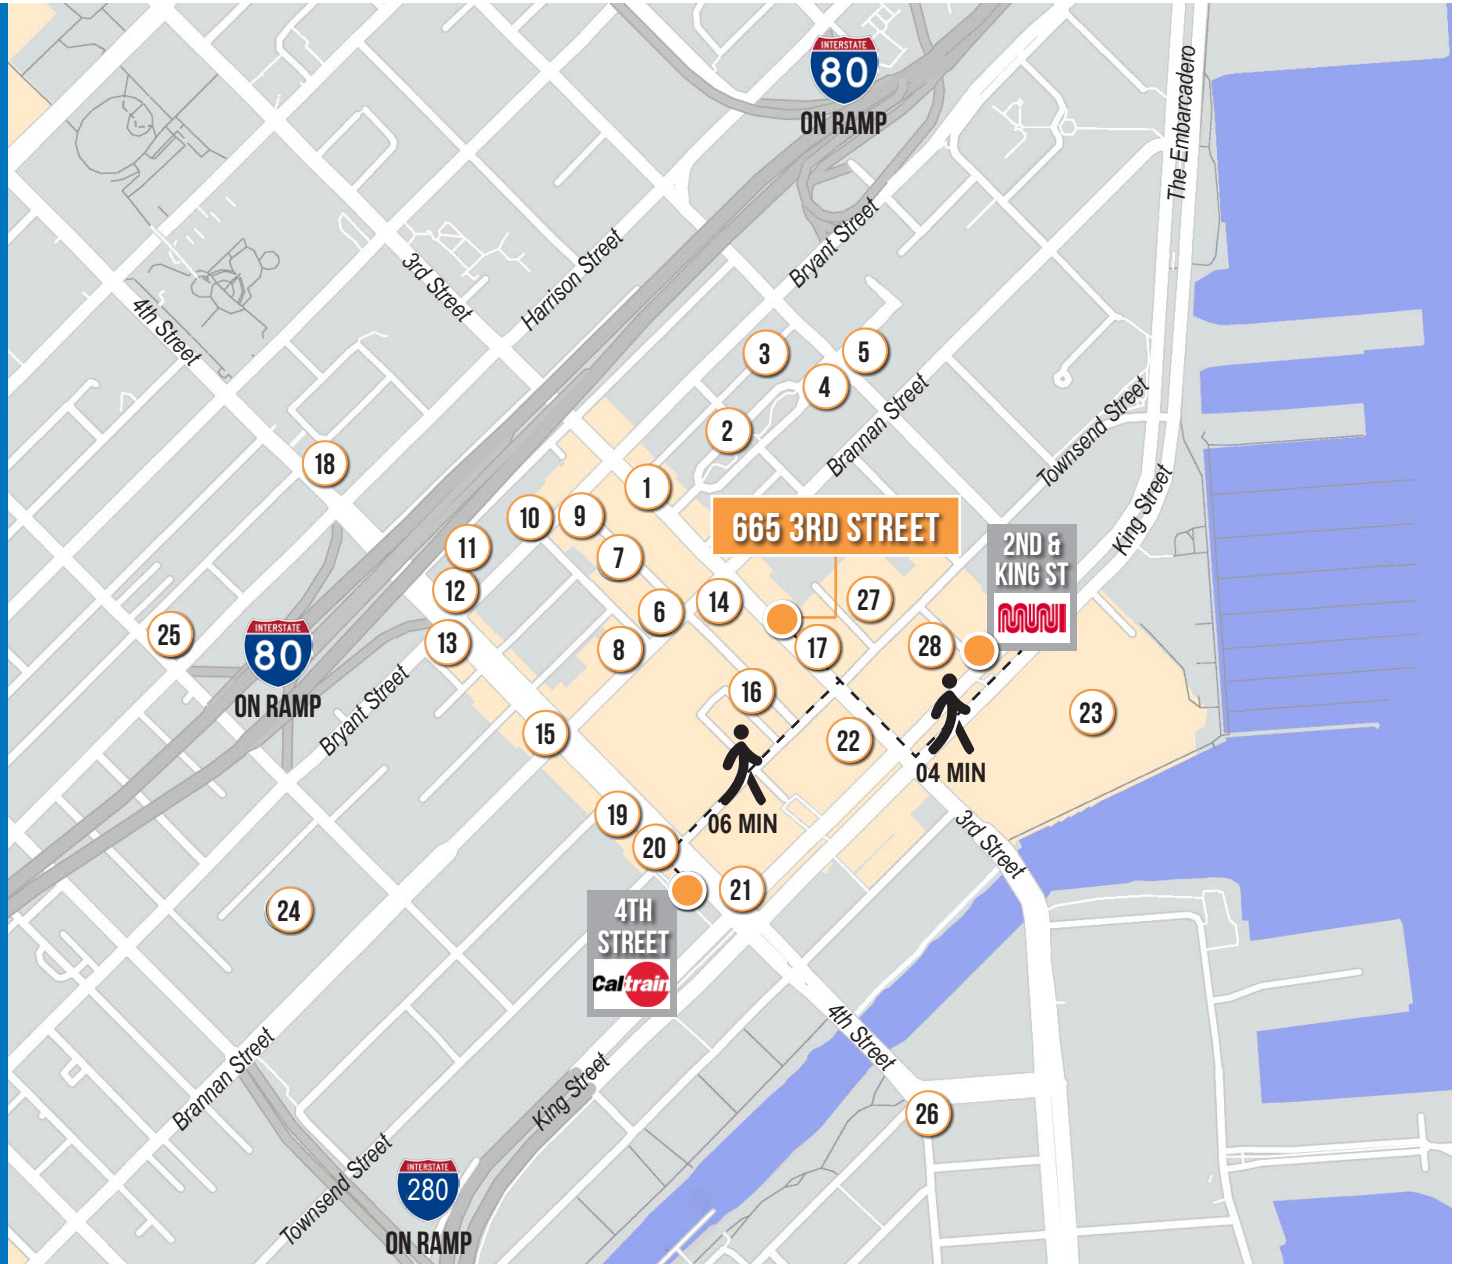 INTERSTATE
80
ON RAMP
The Embarcadero
Bryant Street
Harrison Street
3rd Street
4th Street
3
5
4
2
Brannan Street
Townsend Street
18
1
King Street
10
9
665 3RD STREET
11
7
2ND &
KING ST
MUNI
12
14
27
6
25
INTERSTATE
80
ON RAMP
13
8
17
28
16
23
Bryant Street
15
22
04 MIN
19
06 MIN
20
3rd Street
21
24
4TH
STREET
Caltrain
4th Street
Brannan Street
King Street
26
Townsend Street
INTERSTATE
280
ON RAMP